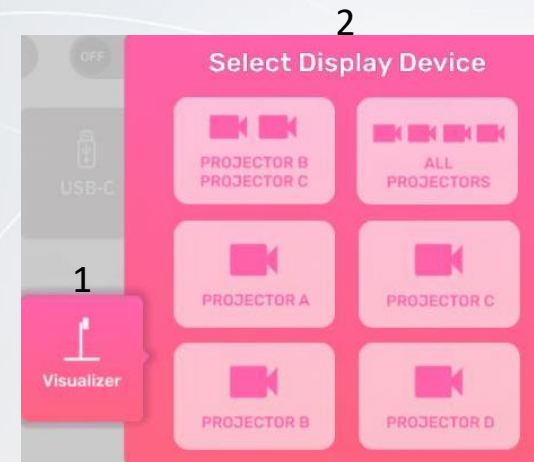 2
OFF
Select Display Device
PROJECTOR B
PROJECTOR C
ALL
PROJECTORS
USB-C
1
PROJECTOR A
PROJECTOR C
Visualizer
PROJECTOR B
PROJECTOR D